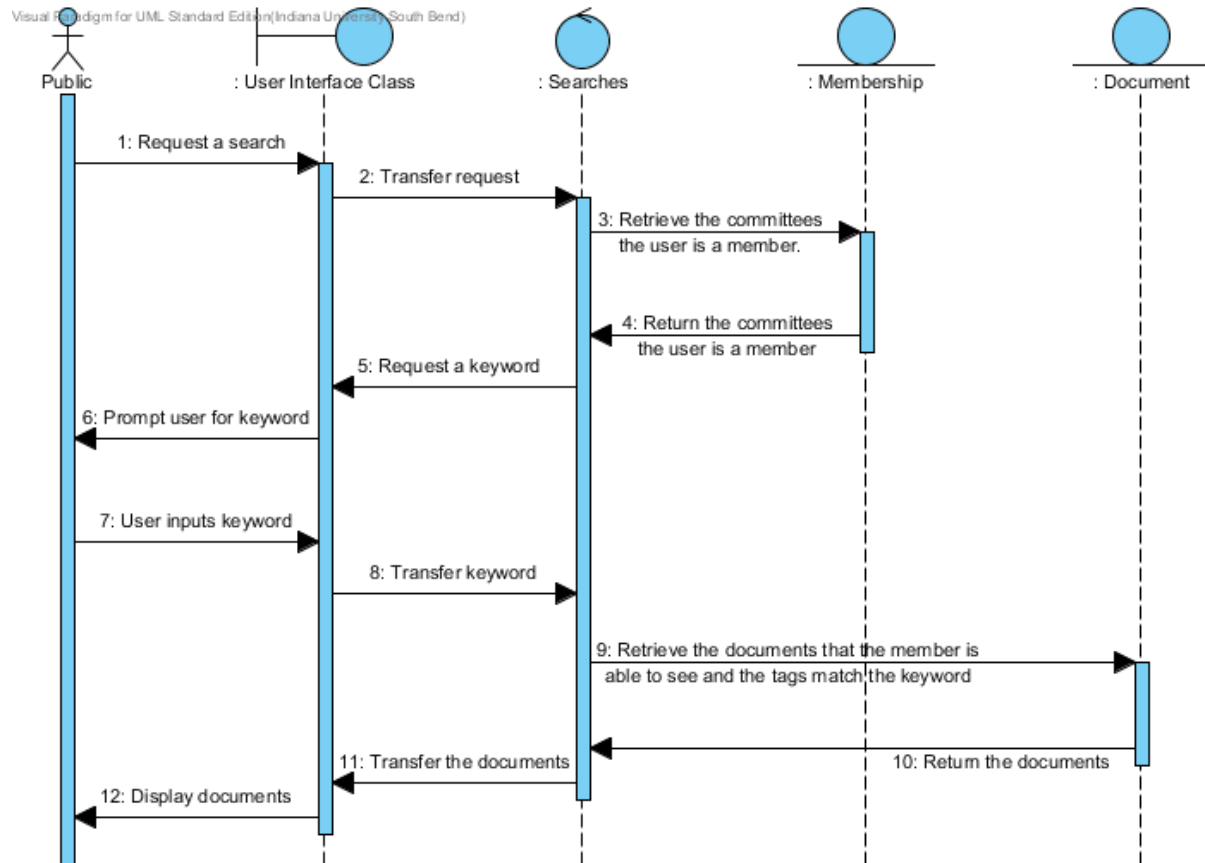 Visual Paradigm for UML Standard Edition(Indiana University South Bend)
Public
: User Interface Class
: Searches
: Membership
: Document
1: Request a search
2: Transfer request
3: Retrieve the committees
the user is a member.
4: Return the committees
the user is a member
5: Request a keyword
6: Prompt user for keyword
7: User inputs keyword
8: Transfer keyword
9: Retrieve the documents that the member is
able to see and the tags match the keyword
10: Return the documents
11: Transfer the documents
12: Display documents